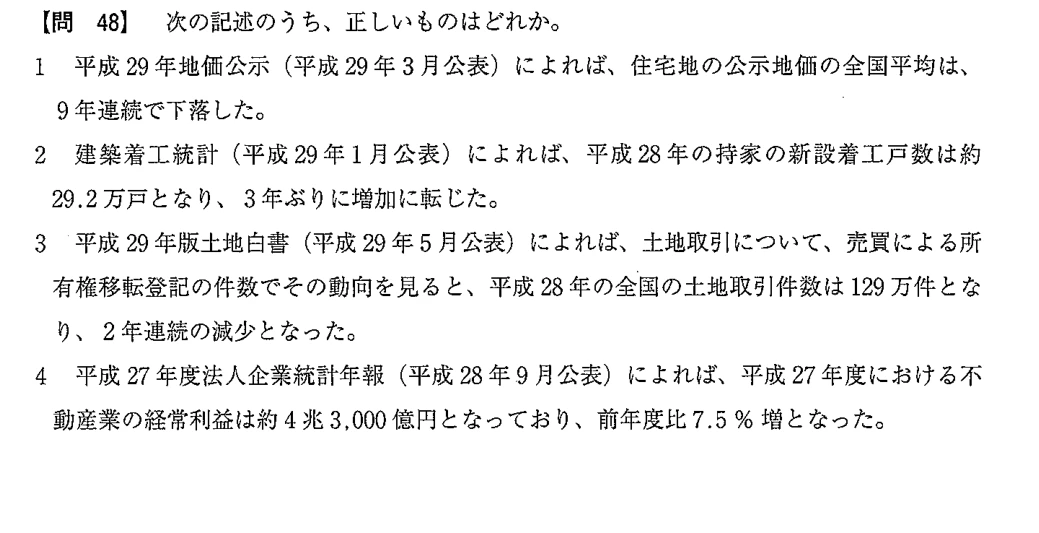 【問 48】 次の記述のうち、正しいものはどれか。
1 平成29年地価公示（平成29年3月公表）によれば、住宅地の公示地価の全国平均は、
9年連続で下落した。
2 建築着工統計（平成29年1月公表）によれば、平成28年の持家の新設着工戸数は約
29.2万戸となり、3年ぶりに増加に転じた。
3 平成29年版土地白書（平成29年5月公表）によれば、土地取引について、売買による所
有権移転登記の件数でその動向を見ると、平成28年の全国の土地取引件数は129万件とな
り、2年連続の減少となった。
4 平成27年度法人企業統計年報（平成28年9月公表）によれば、平成27年度における不
動産業の経常利益は約4兆3,000億円となっており、前年度比7.5％増となった。